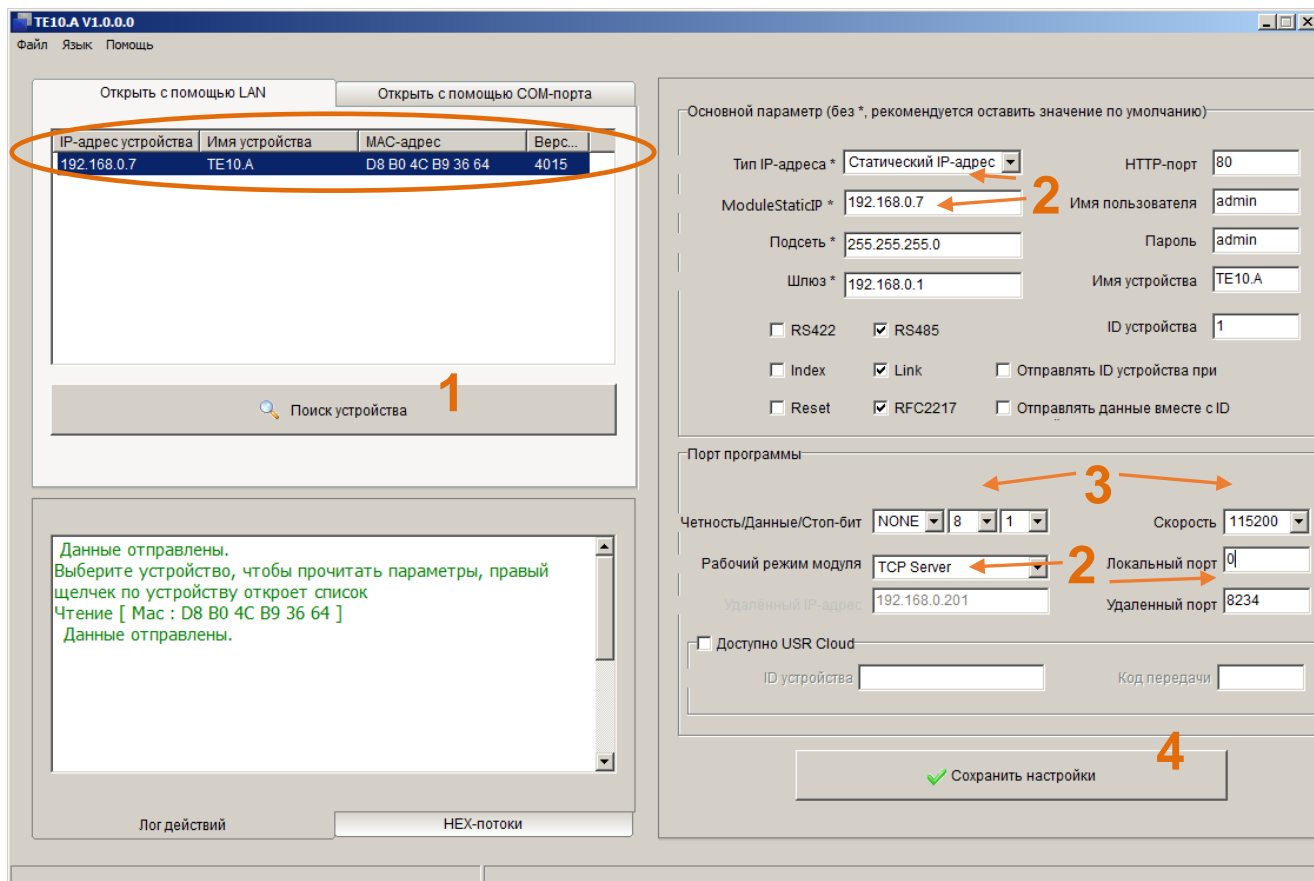 TE10.A V1.0.0.0
Файл Язык Помощь
Открыть с помощью LAN
Открыть с помощью COM-порта
IP-адрес устройства Имя устройства MAC-адрес Верс...
192.168.0.7 TE10.A D8 B0 4C B9 36 64 4015
1
Поиск устройства
Данные отправлены.
Выберите устройство, чтобы прочитать параметры, правый
щелчек по устройству откроет список
Чтение [ Mac : D8 B0 4C B9 36 64 ]
Данные отправлены.
Лог действий
HEX-потоки
Основной параметр (без *, рекомендуется оставить значение по умолчанию)
Тип IP-адреса * Статический IP-адрес
HTTP-порт 80
2
ModuleStaticIP * 192.168.0.7
Имя пользователя admin
Подсеть * 255.255.255.0
Пароль admin
Шлюз * 192.168.0.1
Имя устройства TE10.A
RS422 RS485
ID устройства 1
Index Link Отправлять ID устройства при
Reset RFC2217 Отправлять данные вместе с ID
Порт программы
3
Четность/Данные/Стоп-бит NONE 8 1
Скорость 115200
Рабочий режим модуля TCP Server
2
Локальный порт 0
Удаленный IP-адрес 192.168.0.201
Удаленный порт 8234
Доступно USR Cloud
ID устройства
Код передачи
4
Сохранить настройки